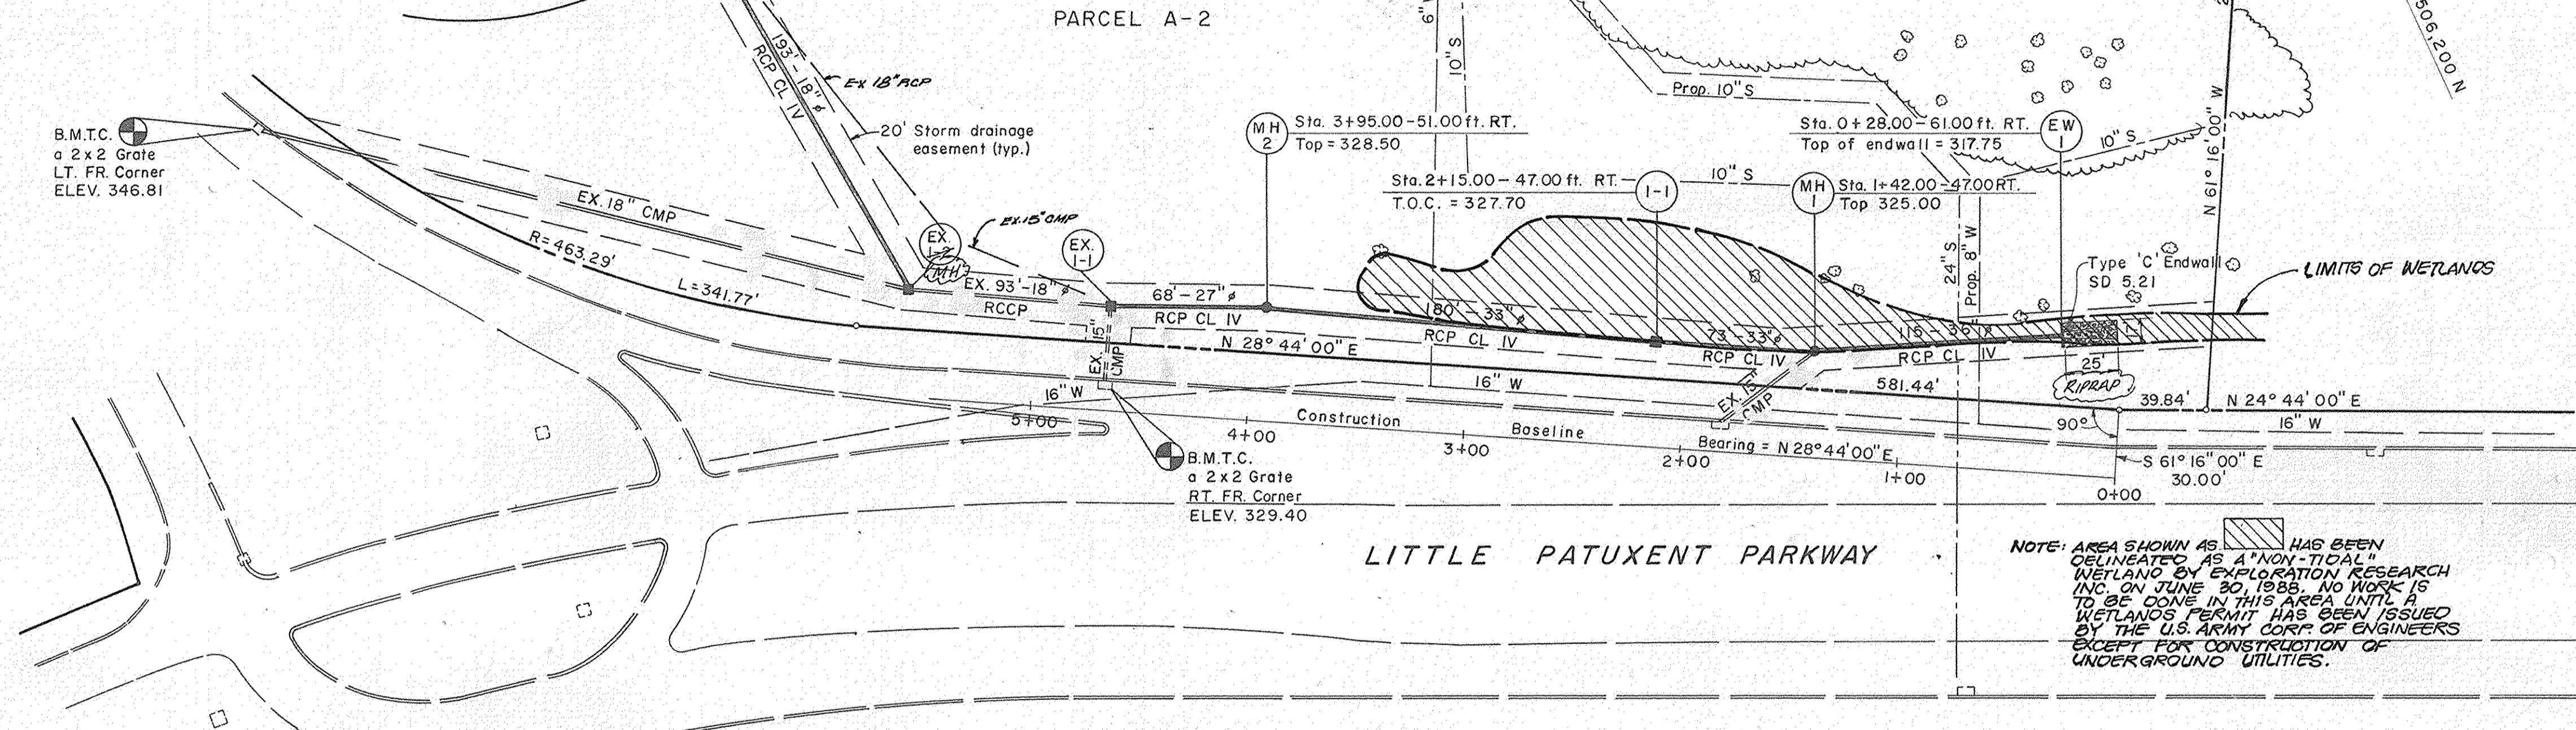 PARCEL A-2
193'-18"ø
RCP CL IV
Ex 18" RCP
20' Storm drainage
easement (typ.)
B.M.T.C.
a 2x2 Grate
LT. FR. Corner
ELEV. 346.81
EX. 18" CMP
R=463.29'
L=341.77'
EX.
1-2
MH
EX. 15" CMP
EX.
1-1
EX. 93'-18"ø
RCCP
68'-27"ø
RCP CL IV
EX. 15"
CMP
MH
2
Sta. 3+95.00-51.00 ft. RT.
Top = 328.50
10" S
Sta. 2+15.00-47.00 ft. RT.
T.O.C. = 327.70
I-1
10" S
MH
1
Sta. 1+42.00-47.00 RT.
Top 325.00
Prop. 10" S
Sta. 0+28.00-61.00 ft. RT.
Top of endwall = 317.75
EW
1
10" S
N 61° 16' 00" W
506,200 N
24" S
Prop. 8" W
Type 'C' Endwall
SD 5.21
LIMITS OF WETLANDS
180'-33"ø
RCP CL IV
73'-33"ø
RCP CL IV
115-36"ø
RCP CL IV
25'
RIPRAP
N 28° 44' 00" E
16" W
16" W
581.44'
EX. 15"
CMP
39.84'
N 24° 44' 00" E
16" W
90°
S 61° 16' 00" E
30.00'
5+00
4+00
Construction
3+00
Baseline
2+00
Bearing = N 28° 44' 00" E
1+00
0+00
B.M.T.C.
a 2x2 Grate
RT. FR. Corner
ELEV. 329.40
LITTLE PATUXENT PARKWAY
NOTE: AREA SHOWN AS HAS BEEN
DELINEATED AS A "NON-TIDAL"
WETLAND BY EXPLORATION RESEARCH
INC. ON JUNE 30, 1988. NO WORK IS
TO BE DONE IN THIS AREA UNTIL A
WETLANDS PERMIT HAS BEEN ISSUED
BY THE U.S. ARMY CORP. OF ENGINEERS
EXCEPT FOR CONSTRUCTION OF
UNDERGROUND UTILITIES.